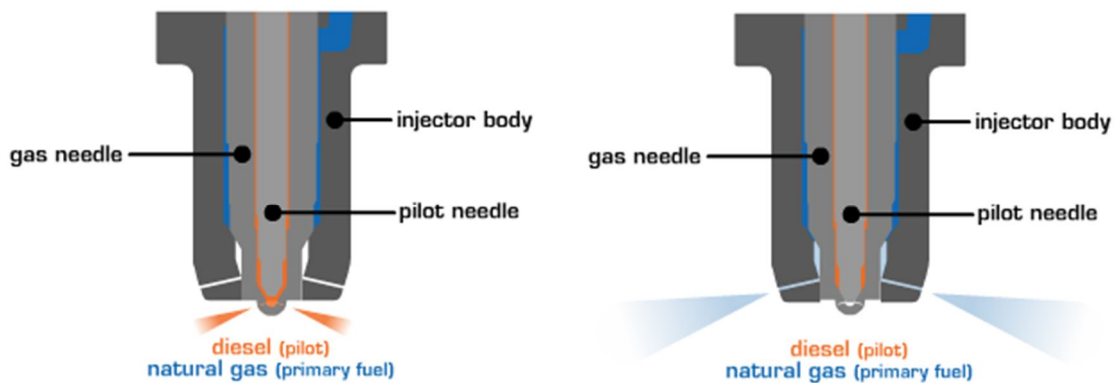 injector body
gas needle
pilot needle
diesel (pilot)
natural gas (primary fuel)
injector body
gas needle
pilot needle
diesel (pilot)
natural gas (primary fuel)